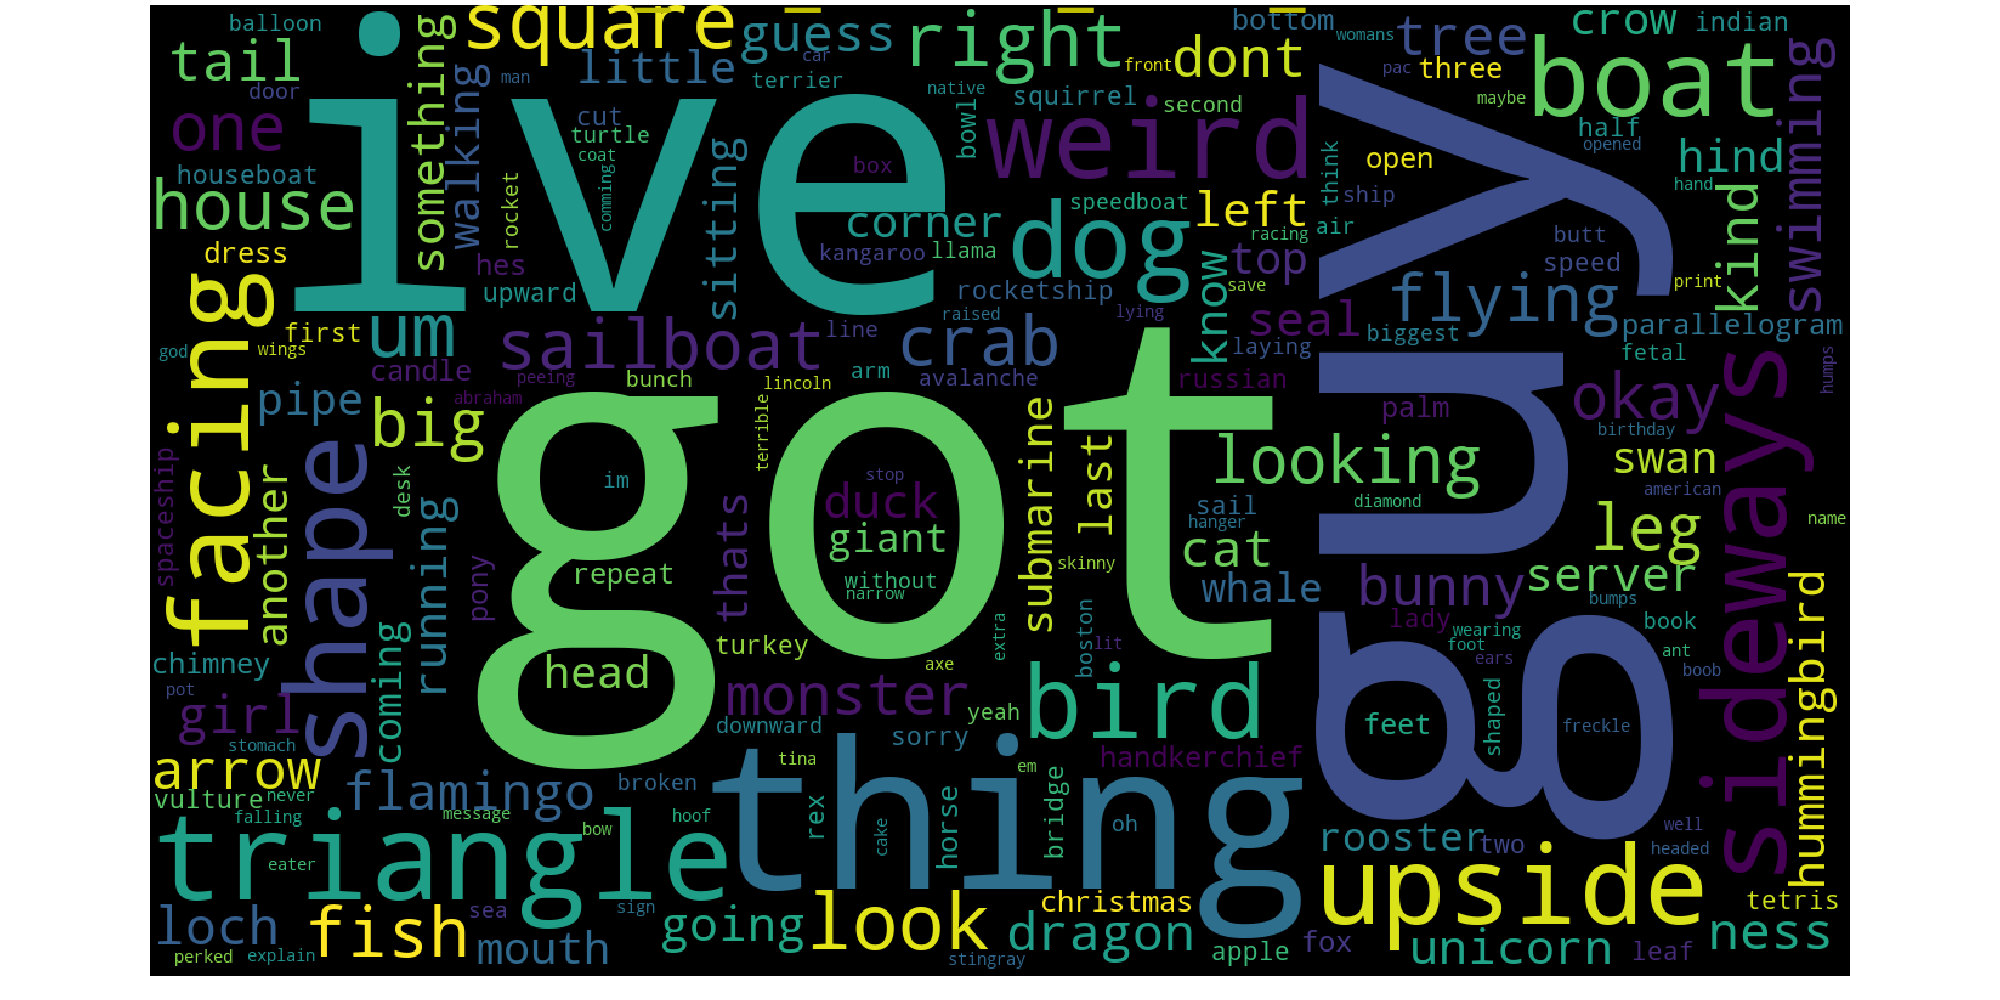 balloon
tail
door
one
houseboat
house
something
walking
square
man
little
cut
turtle
coat
comming
rocket
guess
car
terrier
box
right
native
bowl
squirrel
front
dont
second
weird
bottom
womans
tree
pac
three
maybe
crow
indian
boat
half
opened
hind
hand
swimming
ive
guy
open
think
ship
left
racing
air
speedboat
dog
corner
kangaroo
llama
sitting
hes
upward
dress
facing
um
first
wings
god
rocketship
raised
lying
know
top
save
seal
laying
biggest
flying
butt
speed
kind
print
parallelogram
fetal
humps
sailboat
line
crab
avalanche
arm
candle
peeing
abraham
bunch
lincoln
terrible
pipe
big
russian
palm
okay
birthday
sideways
got
looking
swan
american
diamond
name
spaceship
another
shape
desk
running
pony
im
repeat
thats
stop
duck
giant
without
narrow
submarine
last
skinny
sail
hanger
cat
whale
leg
server
bunny
bumps
book
lady
wearing
foot
ears
ant
boob
hummingbird
chimney
pot
girl
stomach
coming
head
turkey
axe
extra
boston
lit
monster
yeah
downward
sorry
bird
handkerchief
feet
shaped
freckle
arrow
vulture
never
falling
flamingo
broken
tina
em
thing
triangle
message
bow
hoof
rex
cake
horse
bridge
oh
eater
rooster
two
well
headed
upside
tetris
loch
fish
sea
mouth
sign
going
look
christmas
dragon
stingray
apple
fox
unicorn
leaf
ness
perked
explain